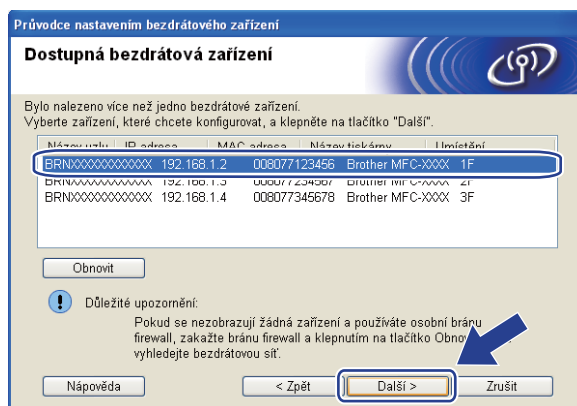 Průvodce nastavením bezdrátového zařízení
Dostupná bezdrátová zařízení
Bylo nalezeno více než jedno bezdrátové zařízení.
Vyberte zařízení, které chcete konfigurovat, a klepněte na tlačítko "Další".
Název uzlu IP adresa MAC adresa Název tiskárny Umístění
BRNXXXXXXXXXXXX 192.168.1.2 008077123456 Brother MFC-XXXX 1F
BRNXXXXXXXXXXXX 192.168.1.3 008077234567 Brother MFC-XXXX 2F
BRNXXXXXXXXXXXX 192.168.1.4 008077345678 Brother MFC-XXXX 3F
Obnovit
Důležité upozornění:
Pokud se nezobrazují žádná zařízení a používáte osobní bránu
firewall, zakažte bránu firewall a klepnutím na tlačítko
vyhledejte bezdrátovou síť.
Nápověda < Zpět Další > Zrušit